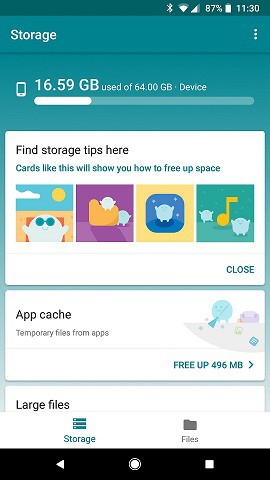 87% 11:30
Storage
16.59 GB used of 64.00 GB · Device
Find storage tips here
Cards like this will show you how to free up space
CLOSE
App cache
Temporary files from apps
FREE UP 496 MB
Large files
Storage
Files